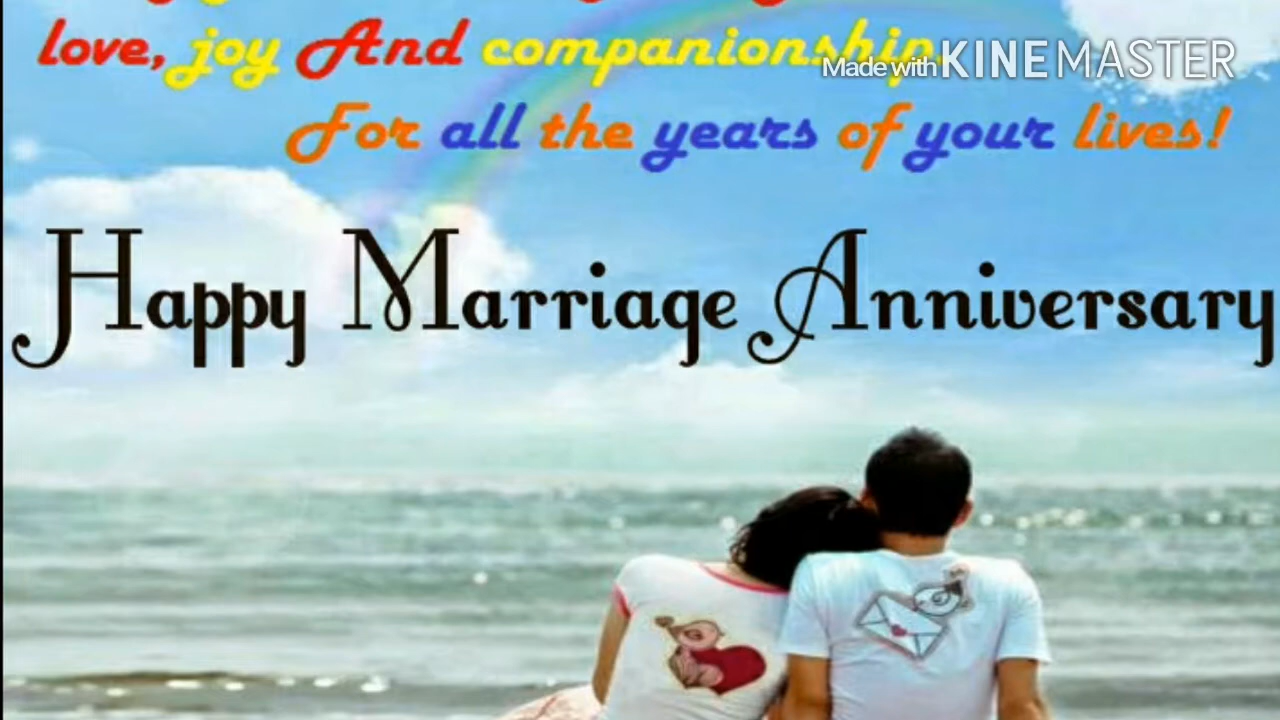 love, joy And companionship
Made with KINEMASTER
For all the years of your lives!
Happy Marriage Anniversary